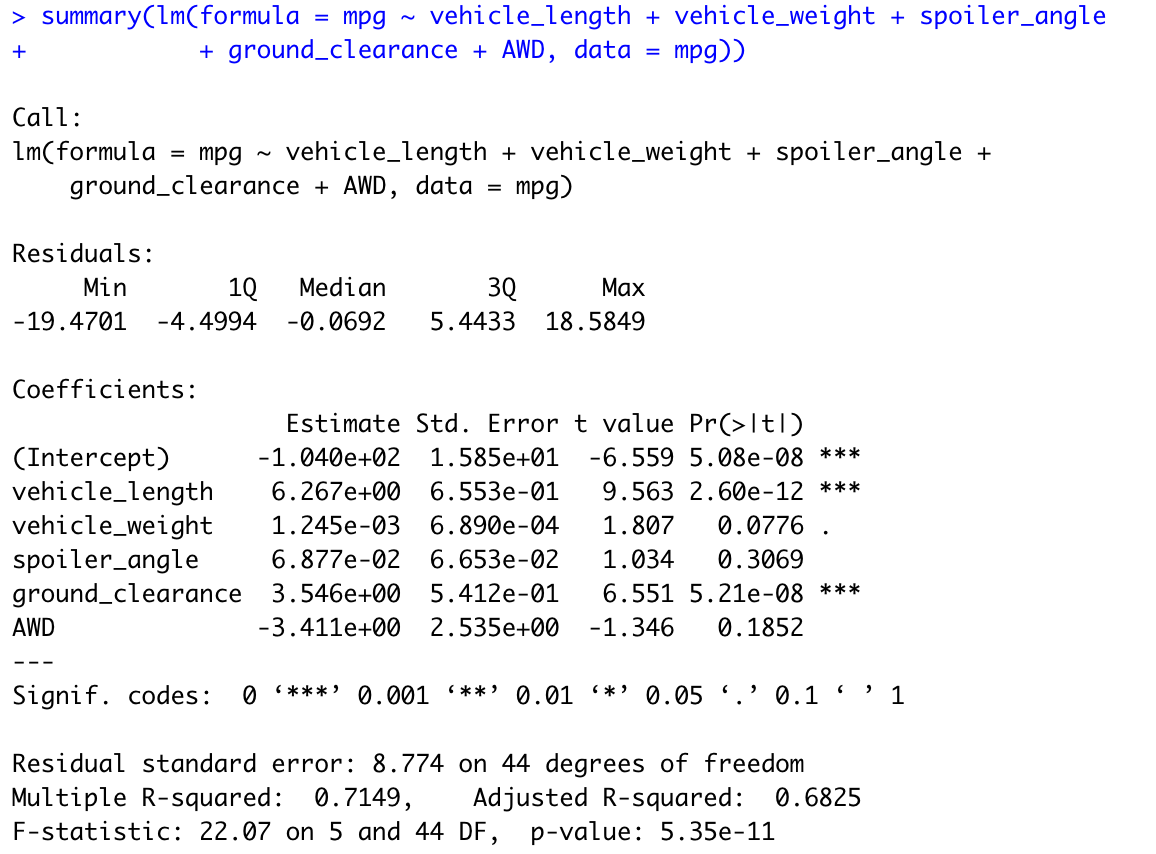 > summary(lm(formula = mpg ~ vehicle_length + vehicle_weight + spoiler_angle
+            + ground_clearance + AWD, data = mpg))

Call:
lm(formula = mpg ~ vehicle_length + vehicle_weight + spoiler_angle +
    ground_clearance + AWD, data = mpg)

Residuals:
     Min       1Q   Median       3Q      Max
-19.4701  -4.4994  -0.0692   5.4433  18.5849

Coefficients:
                   Estimate Std. Error t value Pr(>|t|)
(Intercept)      -1.040e+02  1.585e+01  -6.559 5.08e-08 ***
vehicle_length    6.267e+00  6.553e-01   9.563 2.60e-12 ***
vehicle_weight    1.245e-03  6.890e-04   1.807   0.0776 .
spoiler_angle     6.877e-02  6.653e-02   1.034   0.3069
ground_clearance  3.546e+00  5.412e-01   6.551 5.21e-08 ***
AWD              -3.411e+00  2.535e+00  -1.346   0.1852
---
Signif. codes:  0 ‘***’ 0.001 ‘**’ 0.01 ‘*’ 0.05 ‘.’ 0.1 ‘ ’ 1

Residual standard error: 8.774 on 44 degrees of freedom
Multiple R-squared:  0.7149,    Adjusted R-squared:  0.6825
F-statistic: 22.07 on 5 and 44 DF,  p-value: 5.35e-11